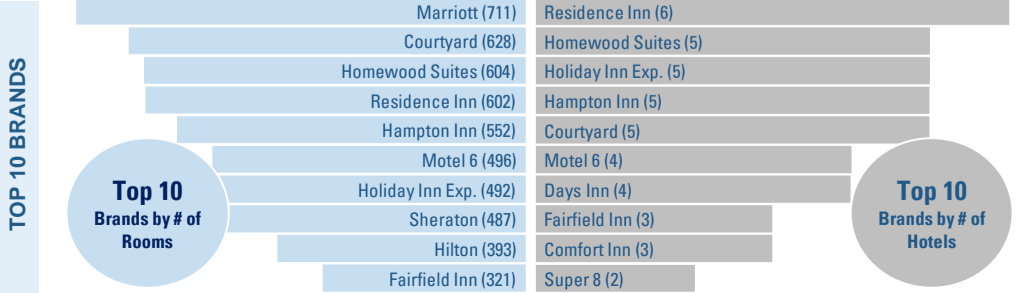 TOP 10 BRANDS
Marriott (711)
Courtyard (628)
Homewood Suites (604)
Residence Inn (602)
Hampton Inn (552)
Motel 6 (496)
Holiday Inn Exp. (492)
Sheraton (487)
Hilton (393)
Fairfield Inn (321)
Top 10
Brands by # of
Rooms
Residence Inn (6)
Homewood Suites (5)
Holiday Inn Exp. (5)
Hampton Inn (5)
Courtyard (5)
Motel 6 (4)
Days Inn (4)
Fairfield Inn (3)
Comfort Inn (3)
Super 8 (2)
Top 10
Brands by # of
Hotels